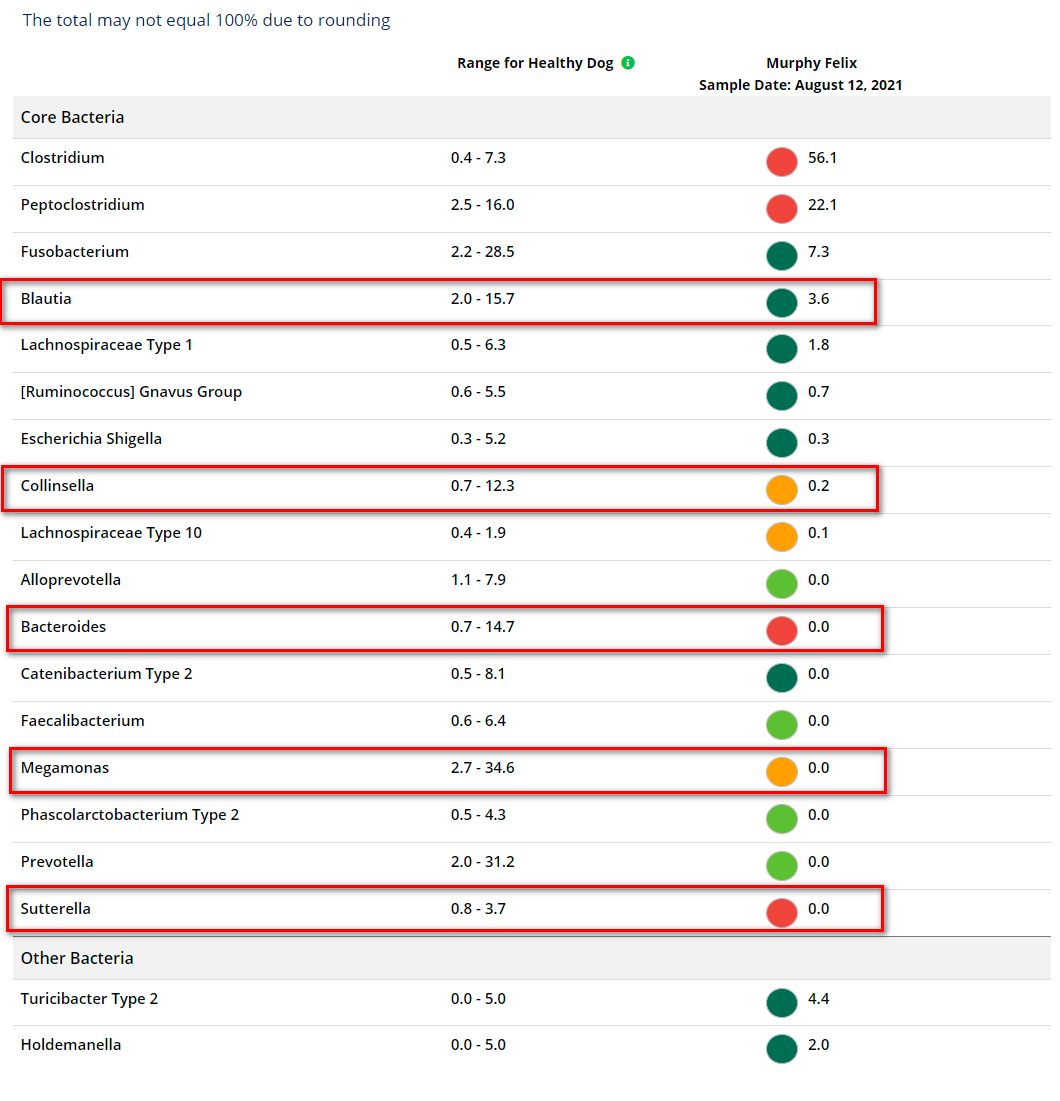 The total may not equal 100% due to rounding
Range for Healthy Dog Murphy Felix
Sample Date: August 12, 2021
Core Bacteria
Clostridium 0.4 - 7.3 56.1
Peptoclostridium 2.5 - 16.0 22.1
Fusobacterium 2.2 - 28.5 7.3
Blautia 2.0 - 15.7 3.6
Lachnospiraceae Type 1 0.5 - 6.3 1.8
[Ruminococcus] Gnavus Group 0.6 - 5.5 0.7
Escherichia Shigella 0.3 - 5.2 0.3
Collinsella 0.7 - 12.3 0.2
Lachnospiraceae Type 10 0.4 - 1.9 0.1
Alloprevotella 1.1 - 7.9 0.0
Bacteroides 0.7 - 14.7 0.0
Catenibacterium Type 2 0.5 - 8.1 0.0
Faecalibacterium 0.6 - 6.4 0.0
Megamonas 2.7 - 34.6 0.0
Phascolarctobacterium Type 2 0.5 - 4.3 0.0
Prevotella 2.0 - 31.2 0.0
Sutterella 0.8 - 3.7 0.0
Other Bacteria
Turicibacter Type 2 0.0 - 5.0 4.4
Holdemanella 0.0 - 5.0 2.0